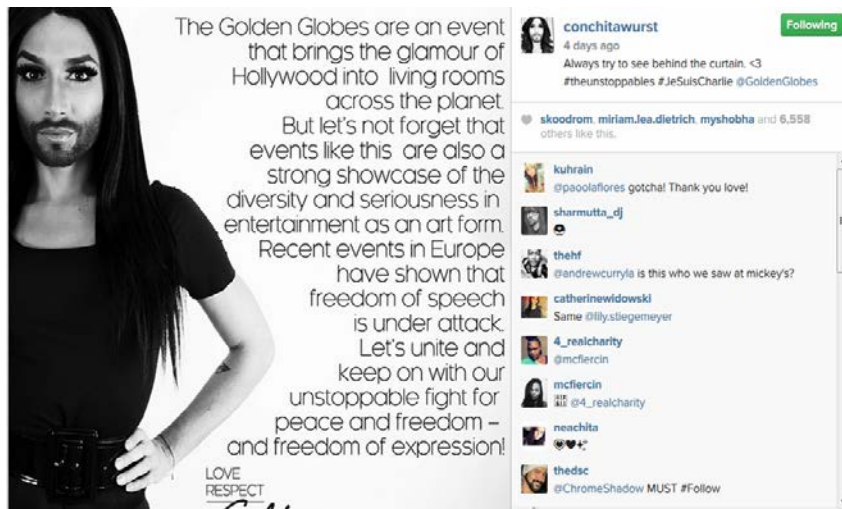 The Golden Globes are an event
that brings the glamour of
Hollywood into living rooms
across the planet.
But let's not forget that
events like this are also a
strong showcase of the
diversity and seriousness in
entertainment as an art form.
Recent events in Europe
have shown that
freedom of speech
is under attack.
Let's unite and
keep on with our
unstoppable fight for
peace and freedom –
and freedom of expression!
LOVE
RESPECT
conchitawurst
Following
4 days ago
Always try to see behind the curtain. <3
#theunstoppables #JeSuisCharlie @GoldenGlobes
skoodrom, miriam.lea.dietrich, myshobha and 6,558
others like this.
kuhrain
@paoolaflores gotcha! Thank you love!
sharmutta_dj
thehf
@andrewcurryla is this who we saw at mickey's?
catherinewidowski
Same @lily.stiegemeyer
4_realcharity
@mcfiercin
mcfiercin
@4_realcharity
neachita
thedsc
@ChromeShadow MUST #Follow